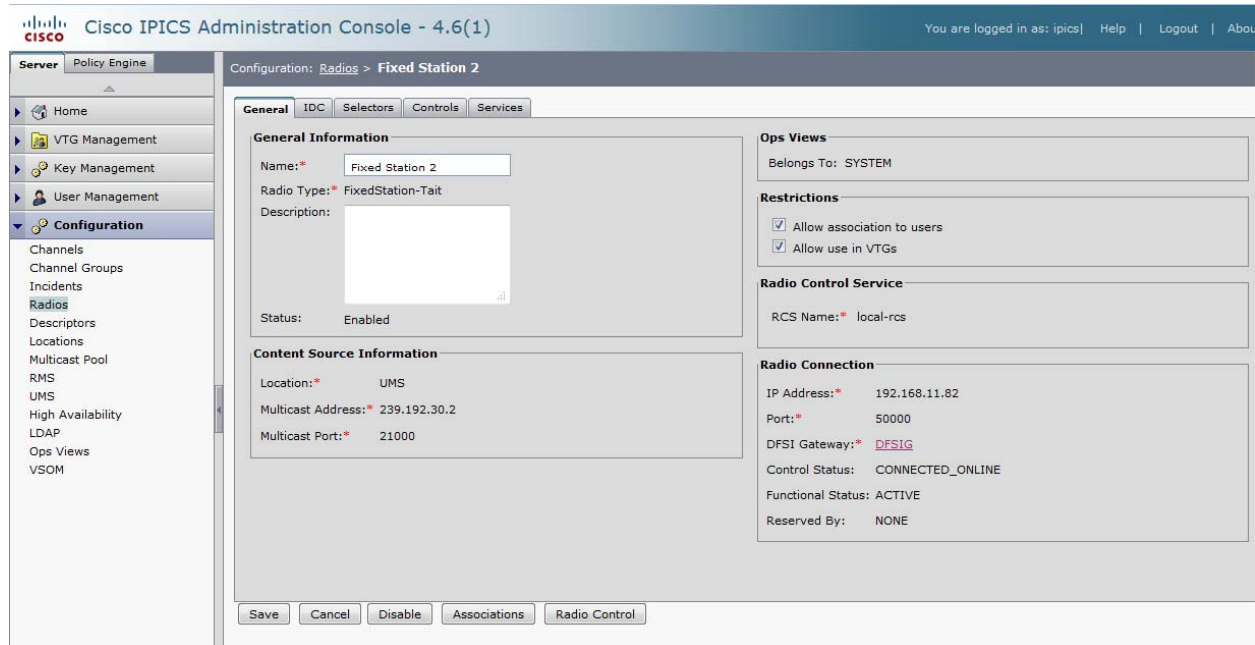 cisco
Cisco IPICS Administration Console - 4.6(1)
You are logged in as: ipics| Help | Logout |
Server Policy Engine
Home
VTG Management
Key Management
User Management
Configuration
Channels
Channel Groups
Incidents
Radios
Descriptors
Locations
Multicast Pool
RMS
UMS
High Availability
LDAP
Ops Views
VSOM
Configuration: Radios > Fixed Station 2
General IDC Selectors Controls Services
General Information
Name:* Fixed Station 2
Radio Type:* FixedStation-Tait
Description:
Status: Enabled
Content Source Information
Location:* UMS
Multicast Address:* 239.192.30.2
Multicast Port:* 21000
Ops Views
Belongs To: SYSTEM
Restrictions
Allow association to users
Allow use in VTGs
Radio Control Service
RCS Name:* local-rcs
Radio Connection
IP Address:* 192.168.11.82
Port:* 50000
DFSI Gateway:* DFSIG
Control Status: CONNECTED_ONLINE
Functional Status: ACTIVE
Reserved By: NONE
Save Cancel Disable Associations Radio Control